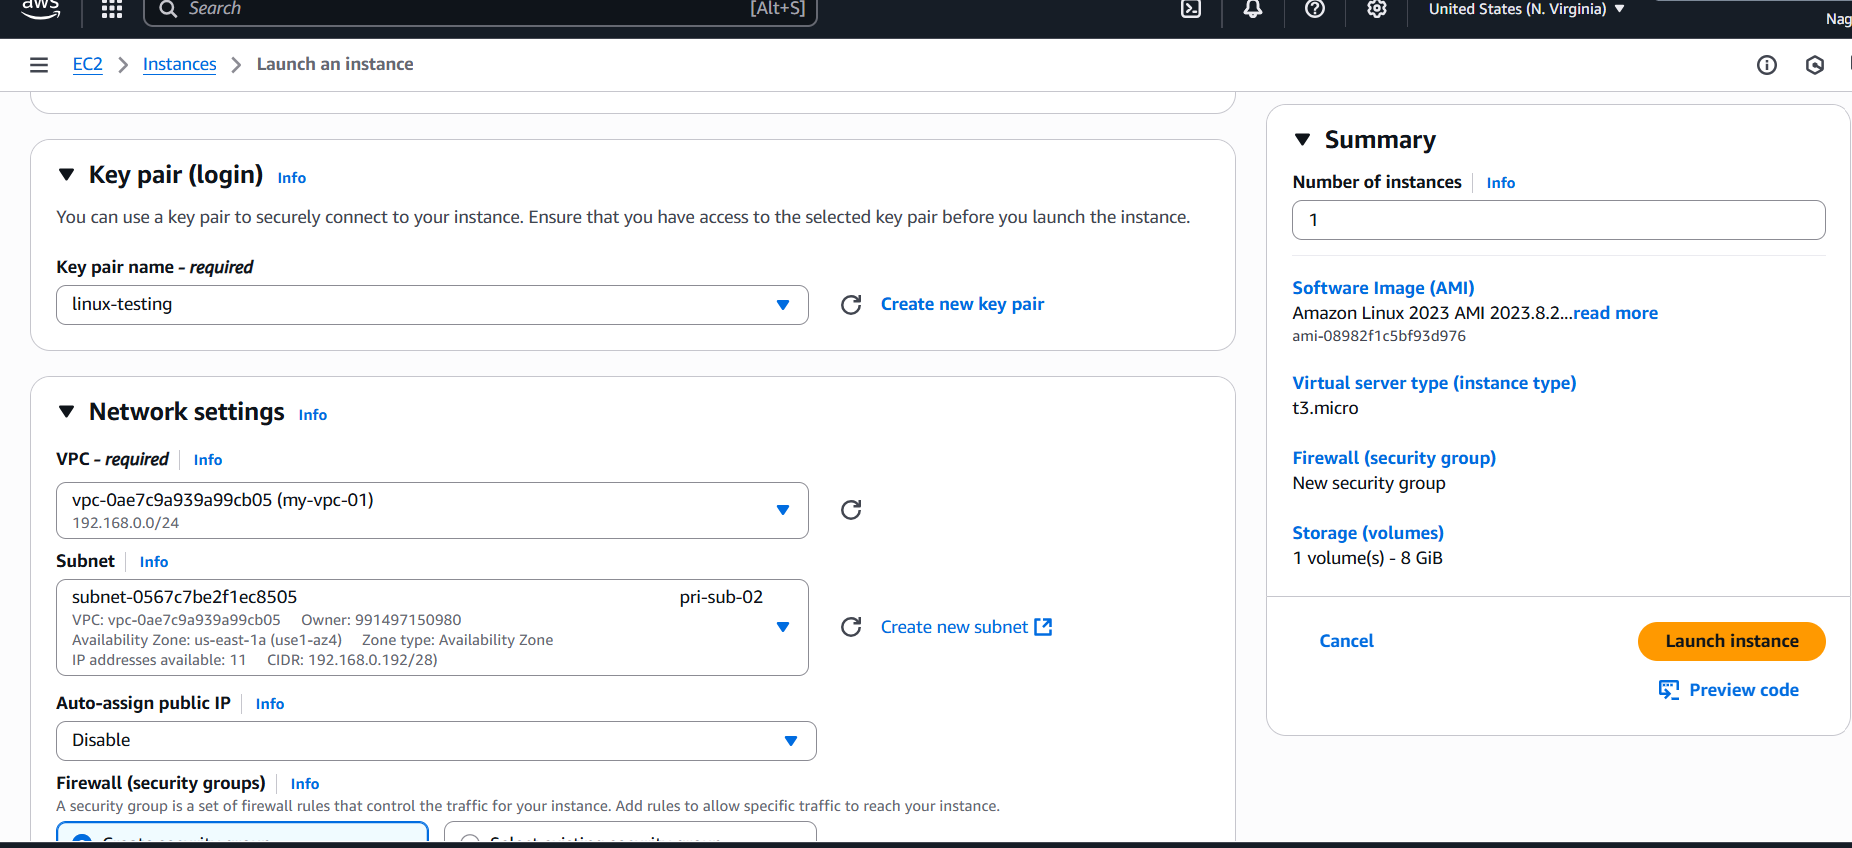 aws
Search
[Alt+S]
United States (N. Virginia)
Nag
EC2
Instances
Launch an instance
Key pair (login) Info
You can use a key pair to securely connect to your instance. Ensure that you have access to the selected key pair before you launch the instance.
Key pair name - required
linux-testing
Create new key pair
Network settings Info
VPC - required Info
vpc-0ae7c9a939a99cb05 (my-vpc-01)
192.168.0.0/24
Subnet Info
subnet-0567c7be2f1ec8505 pri-sub-02
VPC: vpc-0ae7c9a939a99cb05 Owner: 991497150980
Availability Zone: us-east-1a (use1-az4) Zone type: Availability Zone
IP addresses available: 11 CIDR: 192.168.0.192/28)
Create new subnet
Auto-assign public IP Info
Disable
Firewall (security groups) Info
A security group is a set of firewall rules that control the traffic for your instance. Add rules to allow specific traffic to reach your instance.
Summary
Number of instances Info
1
Software Image (AMI)
Amazon Linux 2023 AMI 2023.8.2...read more
ami-08982f1c5bf93d976
Virtual server type (instance type)
t3.micro
Firewall (security group)
New security group
Storage (volumes)
1 volume(s) - 8 GiB
Cancel
Launch instance
Preview code